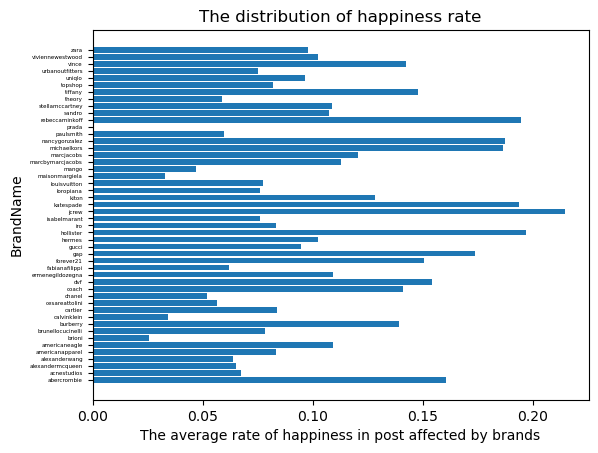 The distribution of happiness rate
BrandName
zara
viviennewestwood
vince
urbanoutfitters
uniqlo
topshop
tiffany
theory
stellamccartney
sandro
rebeccaminkoff
prada
paulsmith
nancygonzalez
michaelkors
marcjacobs
marcbymarcjacobs
mango
maisonmargiela
louisvuitton
loropiana
kiton
katespade
jcrew
isabelmarant
iro
hollister
hermes
gucci
gap
forever21
fabianafilippi
ermenegildozegna
dvf
coach
chanel
cesareattolini
cartier
calvinklein
burberry
brunellocucinelli
brioni
americaneagle
americanapparel
alexanderwang
alexandermcqueen
acnestudios
abercrombie
0.00 0.05 0.10 0.15 0.20
The average rate of happiness in post affected by brands